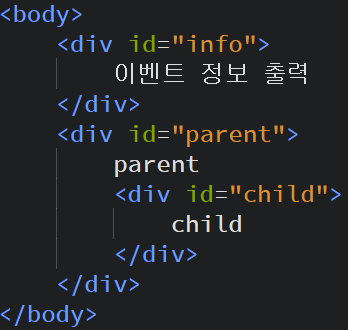 <body>
<div id="info">
이벤트 정보 출력
</div>
<div id="parent">
parent
<div id="child">
child
</div>
</div>
</body>